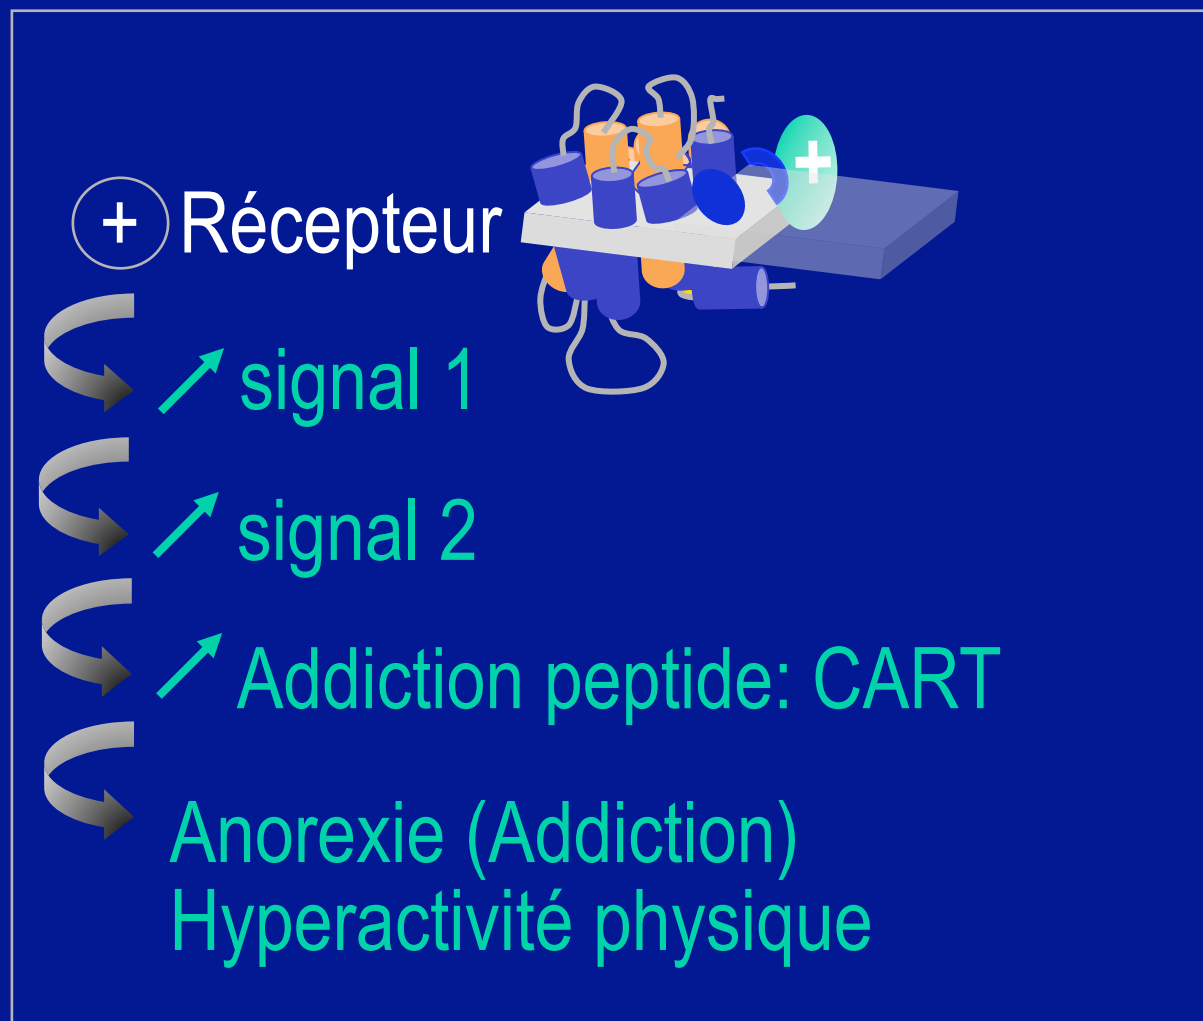 + Récepteur +
signal 1
signal 2
Addiction peptide: CART
Anorexie (Addiction)
Hyperactivité physique